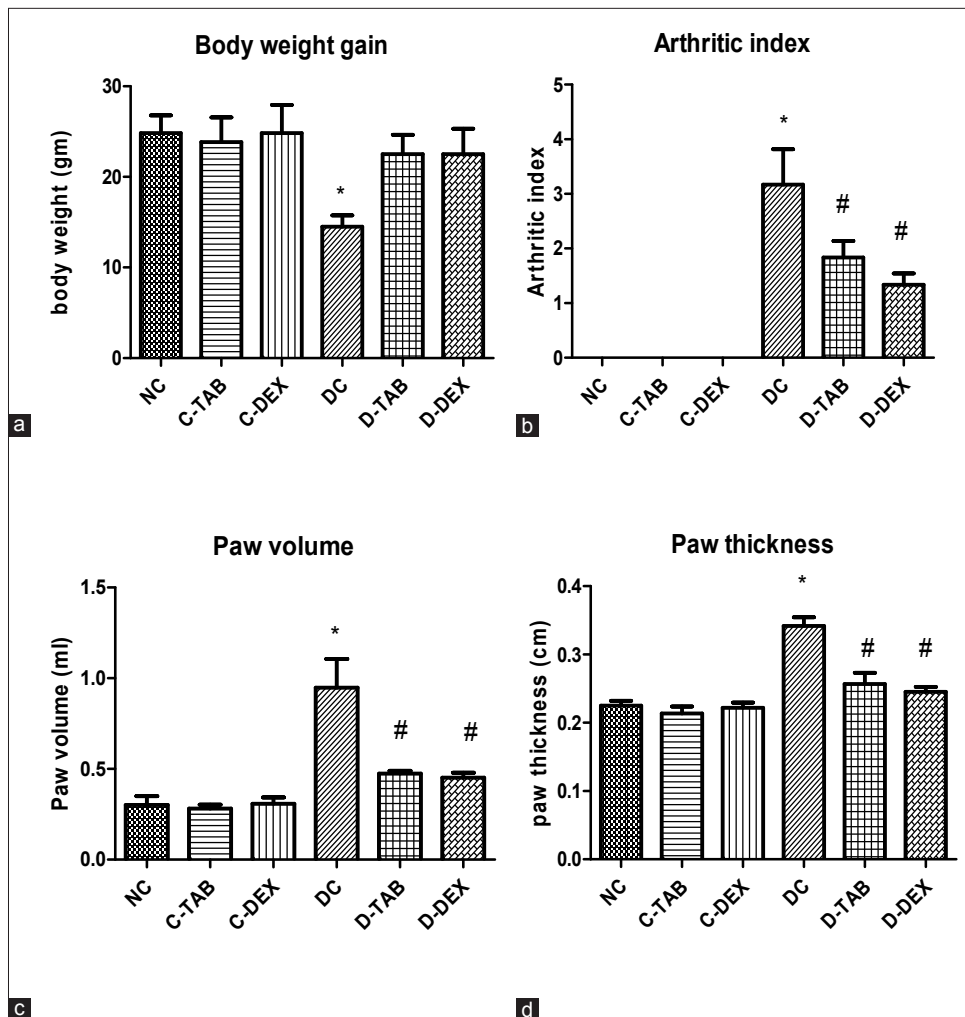 Body weight gain
body weight (gm)
30
20
10
0
*
NC
C-TAB
C-DEX
DC
D-TAB
D-DEX
a
Arthritic index
Arthritic index
5
4
3
2
1
0
*
#
#
NC
C-TAB
C-DEX
DC
D-TAB
D-DEX
b
Paw volume
Paw volume (ml)
1.5
1.0
0.5
0.0
*
#
#
NC
C-TAB
C-DEX
DC
D-TAB
D-DEX
c
Paw thickness
paw thickness (cm)
0.4
0.3
0.2
0.1
0.0
*
#
#
NC
C-TAB
C-DEX
DC
D-TAB
D-DEX
d